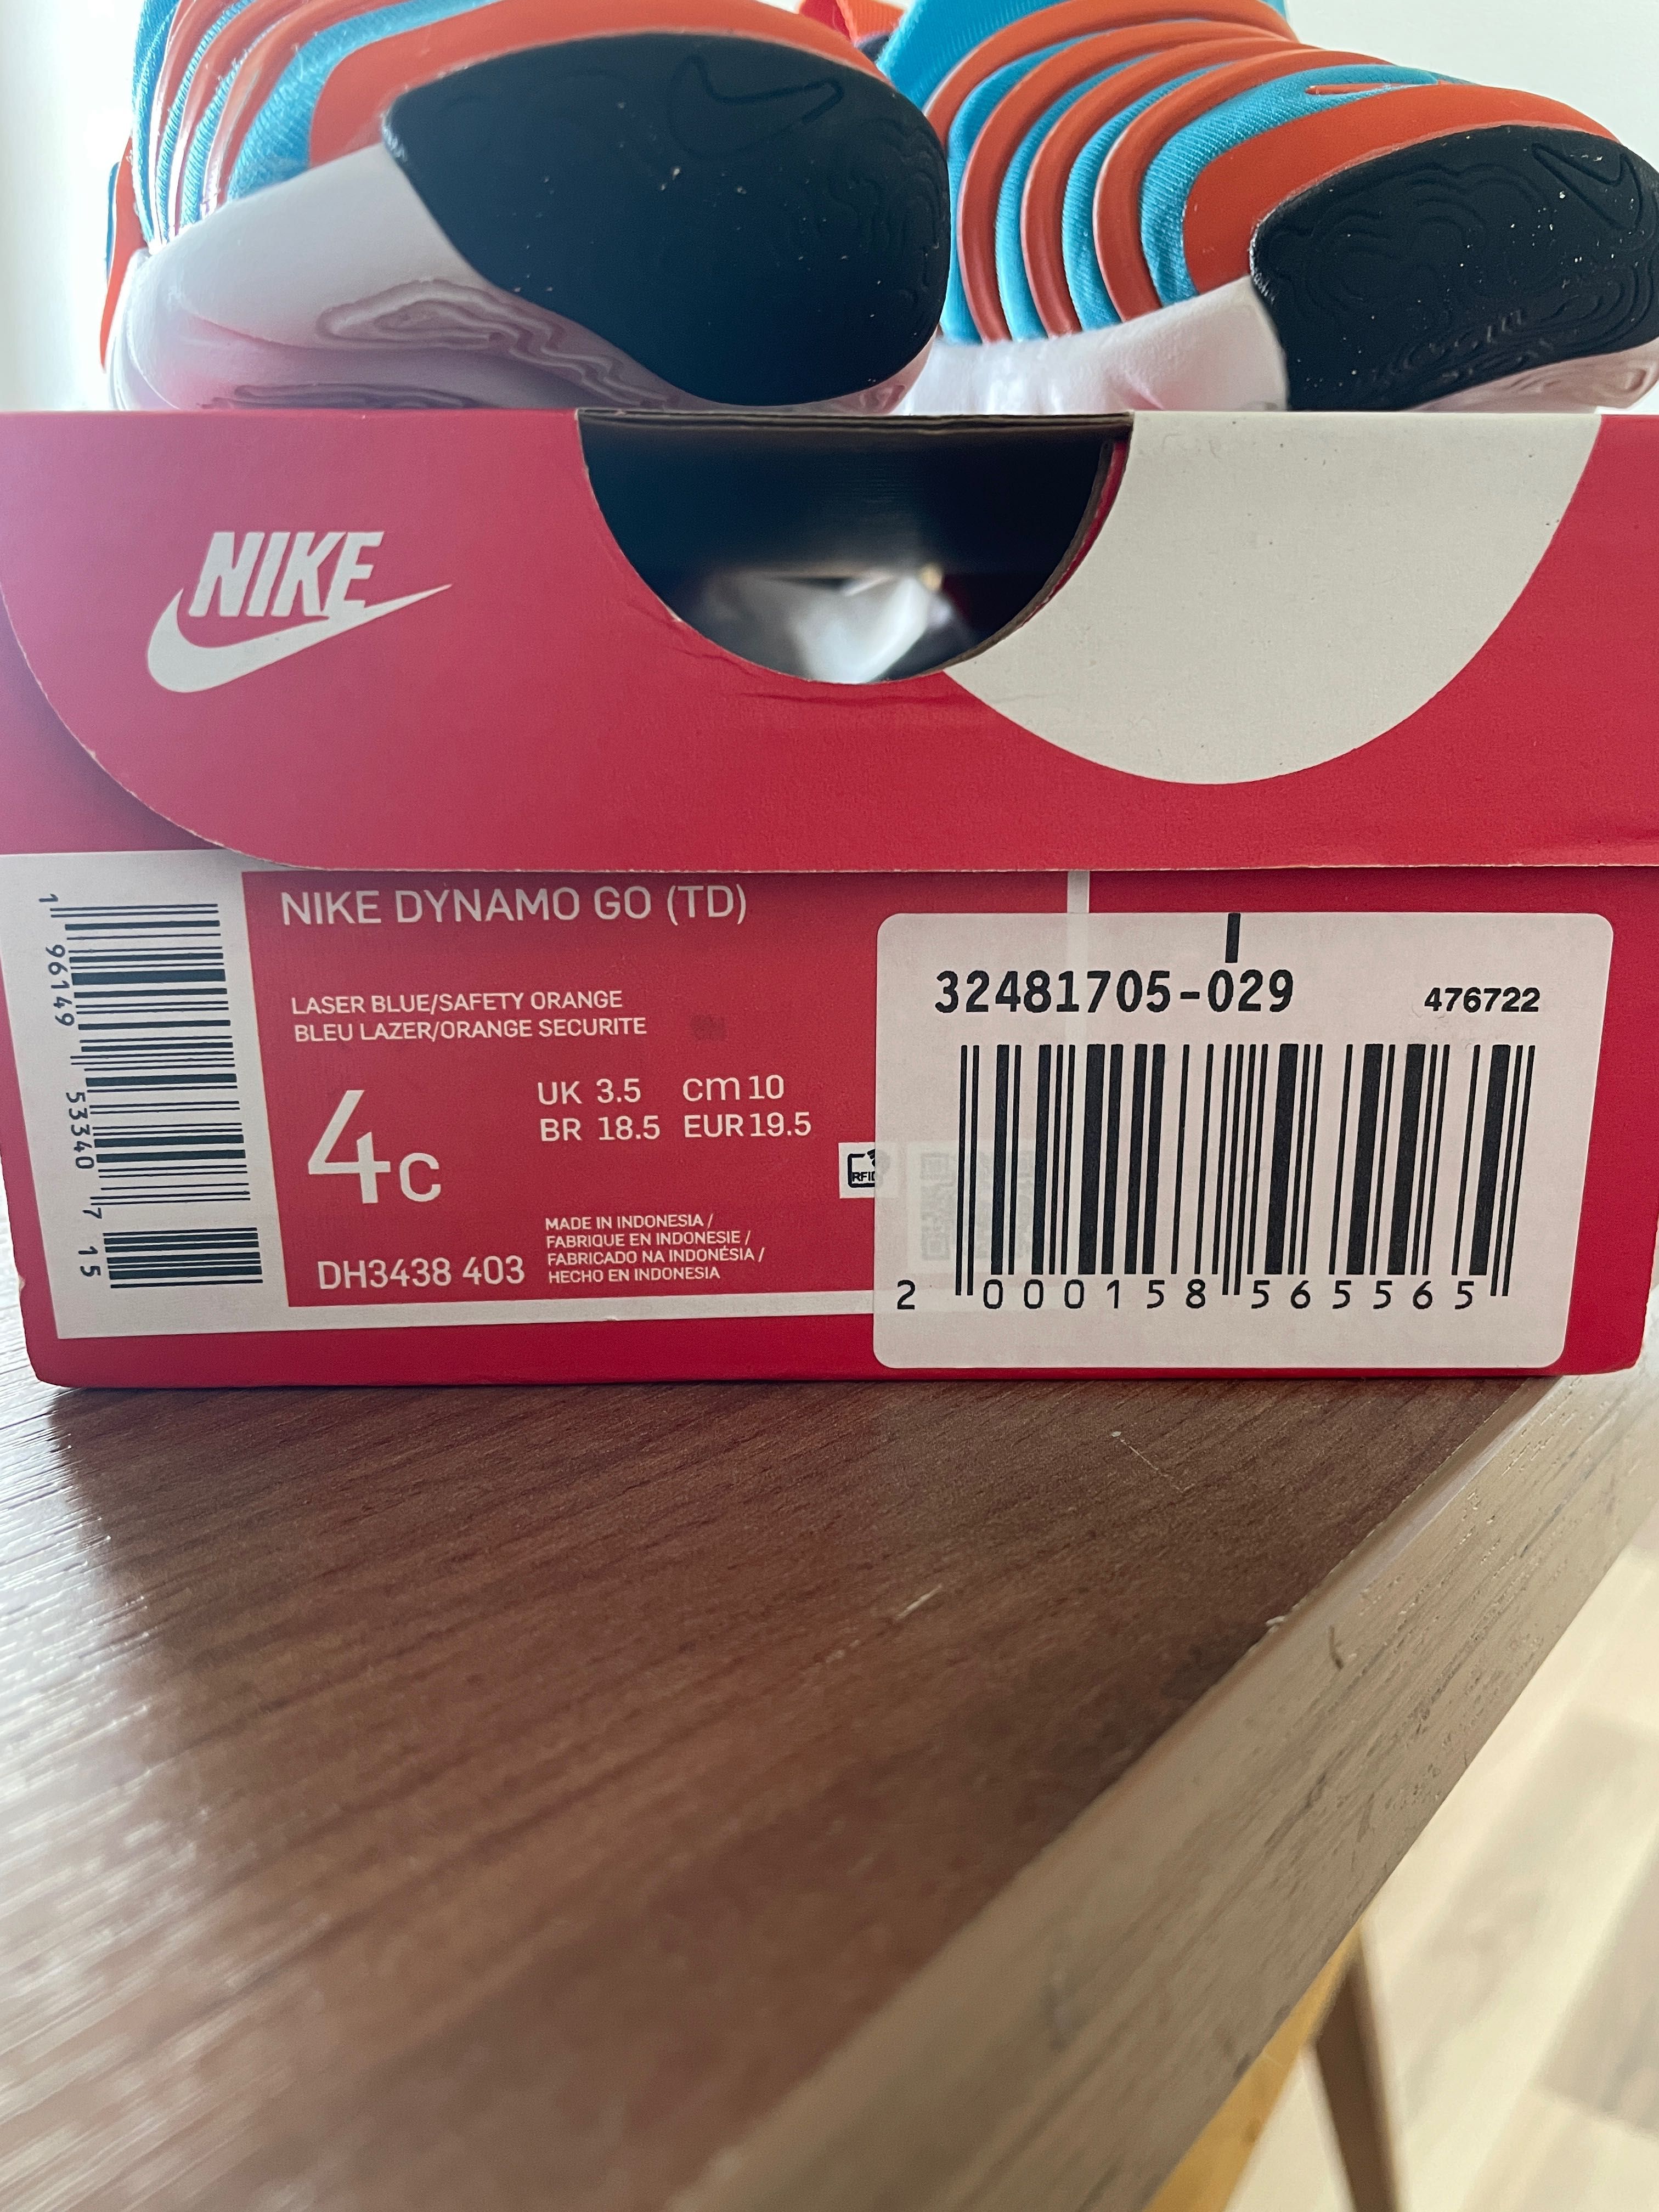 NIKE
NIKE DYNAMO GO (TD)
LASER BLUE/SAFETY ORANGE
BLEU LAZER/ORANGE SECURITE
4C
UK 3.5 cm 10
BR 18.5 EUR 19.5
RFID
DH3438 403
MADE IN INDONESIA /
FABRIQUE EN INDONESIE /
FABRICADO NA INDONÉSIA /
HECHO EN INDONESIA
1 96149 53340 7 15
32481705-029 476722
2 000158 565565